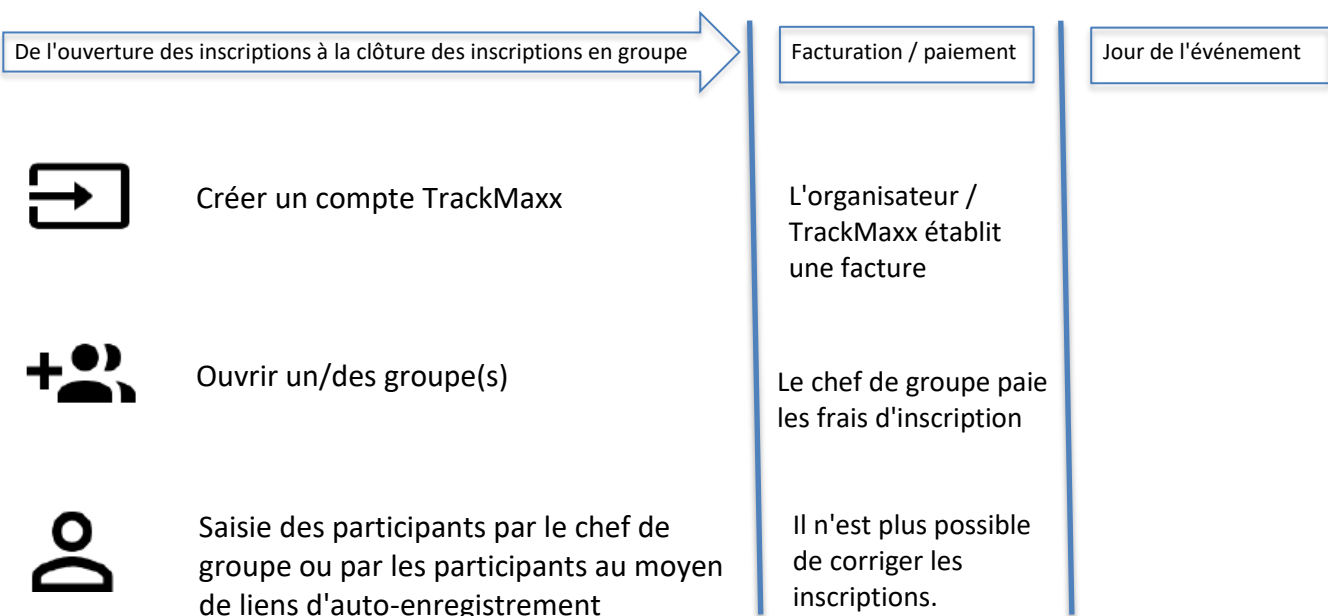 De l'ouverture des inscriptions à la clôture des inscriptions en groupe
Facturation / paiement
Jour de l'événement
Créer un compte TrackMaxx
L'organisateur /
TrackMaxx établit
une facture
Ouvrir un/des groupe(s)
Le chef de groupe paie
les frais d'inscription
Saisie des participants par le chef de
groupe ou par les participants au moyen
de liens d'auto-enregistrement
Il n'est plus possible
de corriger les
inscriptions.